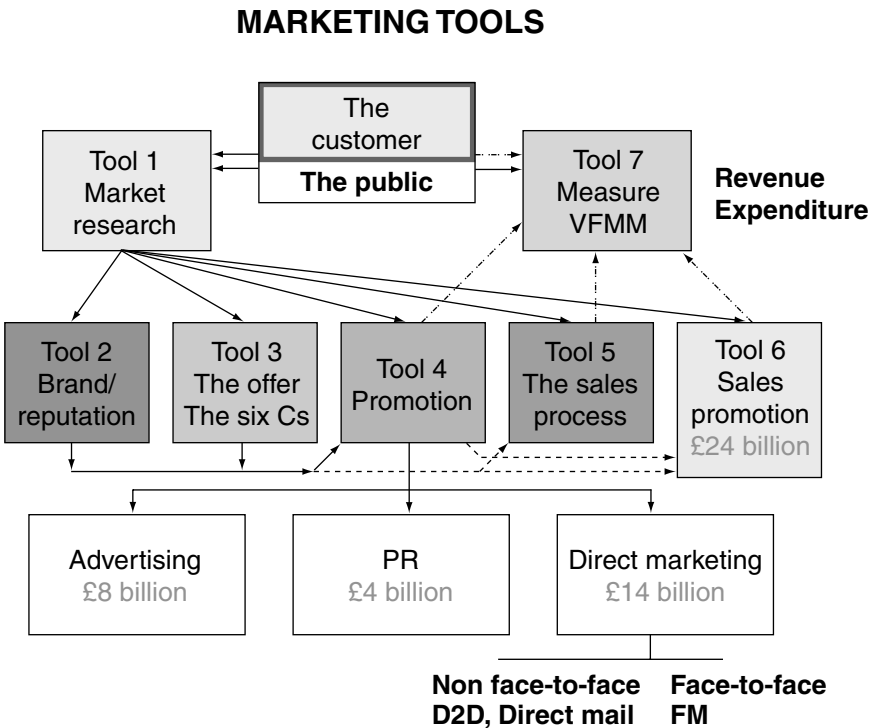 MARKETING TOOLS
The
customer
The public
Tool 1
Market
research
Tool 7
Measure
VFMM
Revenue
Expenditure
Tool 2
Brand/
reputation
Tool 3
The offer
The six Cs
Tool 4
Promotion
Tool 5
The sales
process
Tool 6
Sales
promotion
£24 billion
Advertising
£8 billion
PR
£4 billion
Direct marketing
£14 billion
Non face-to-face
D2D, Direct mail
Face-to-face
FM